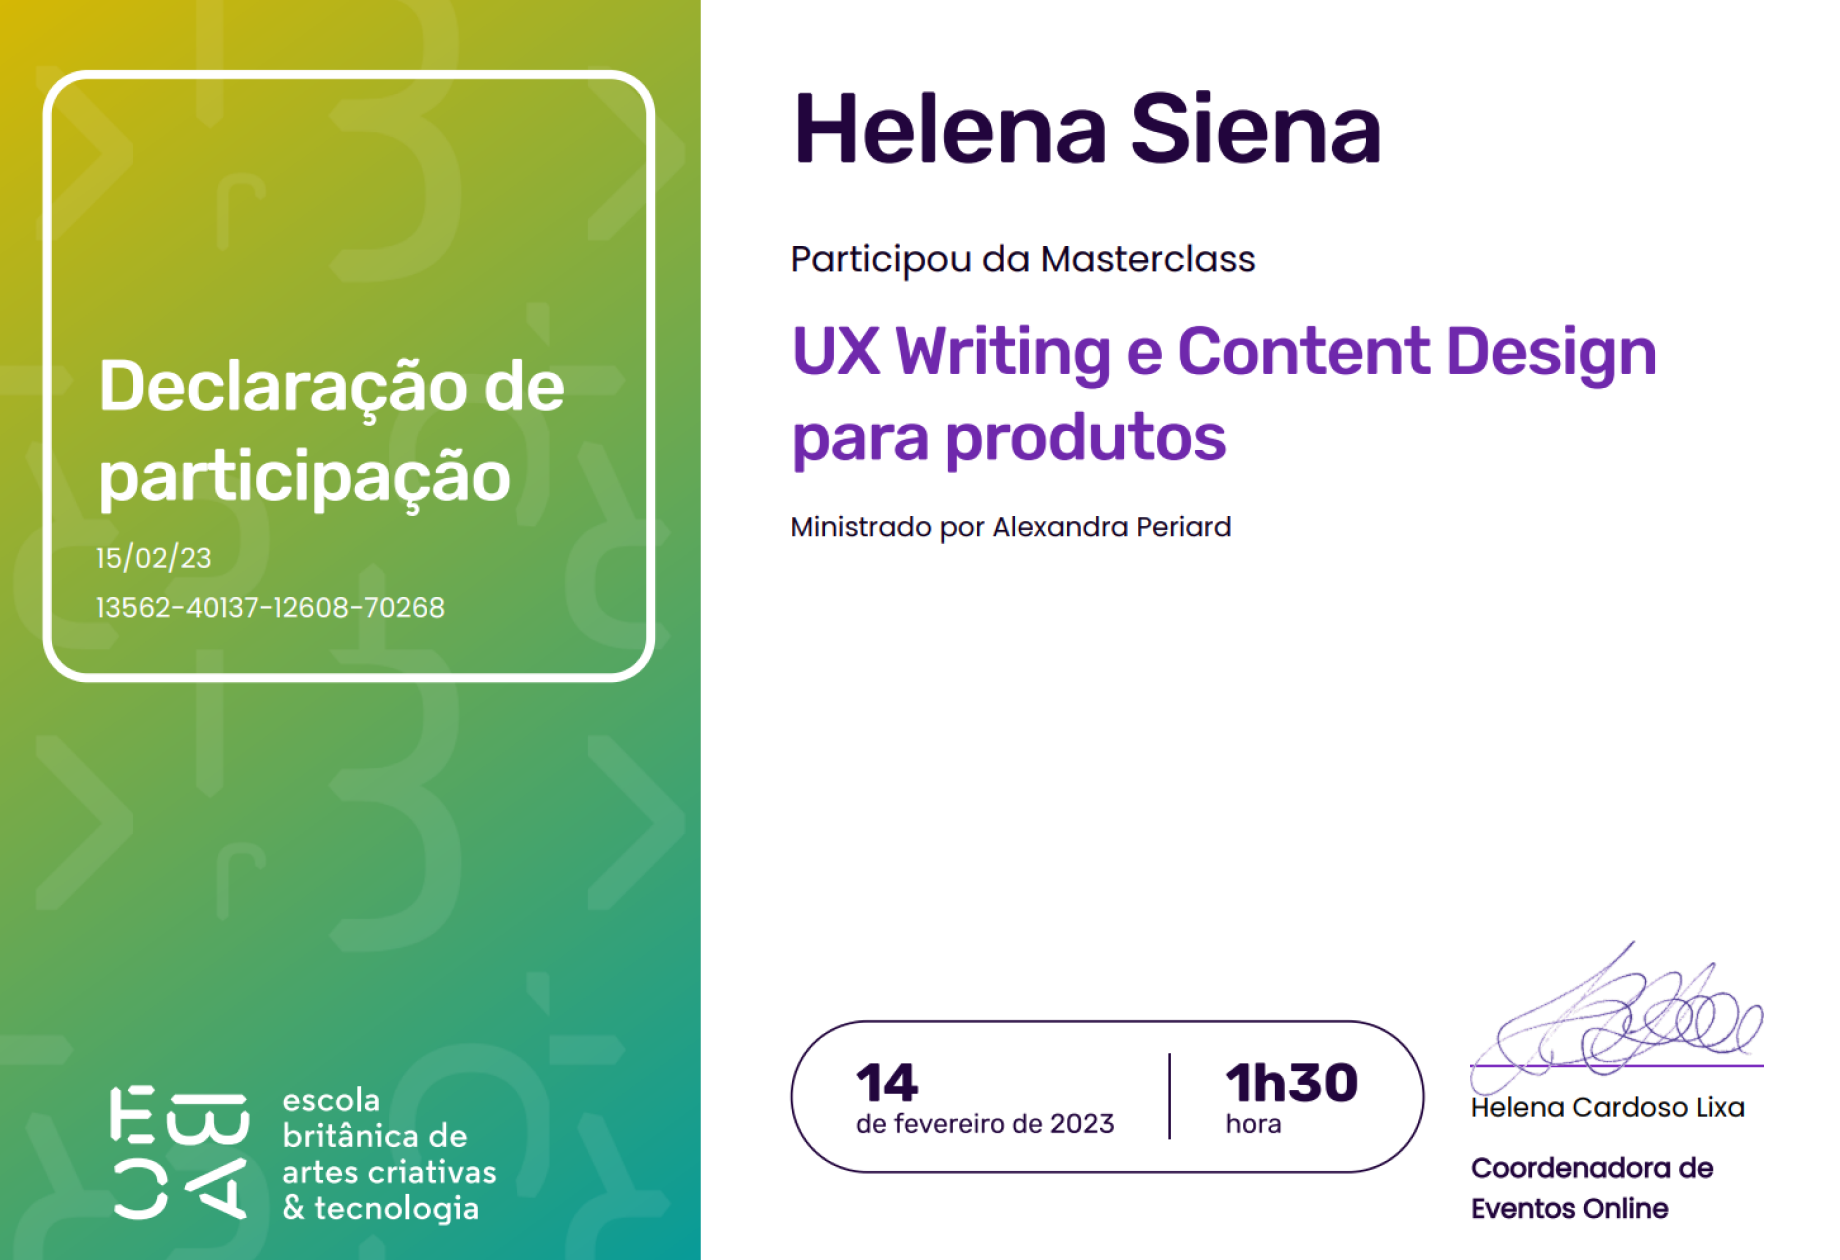 Declaração de
participação
15/02/23
13562-40137-12608-70268
EBAC
escola
britânica de
artes criativas
& tecnologia
Helena Siena
Participou da Masterclass
UX Writing e Content Design
para produtos
Ministrado por Alexandra Periard
14
de fevereiro de 2023
1h30
hora
Helena Cardoso Lixa
Coordenadora de
Eventos Online